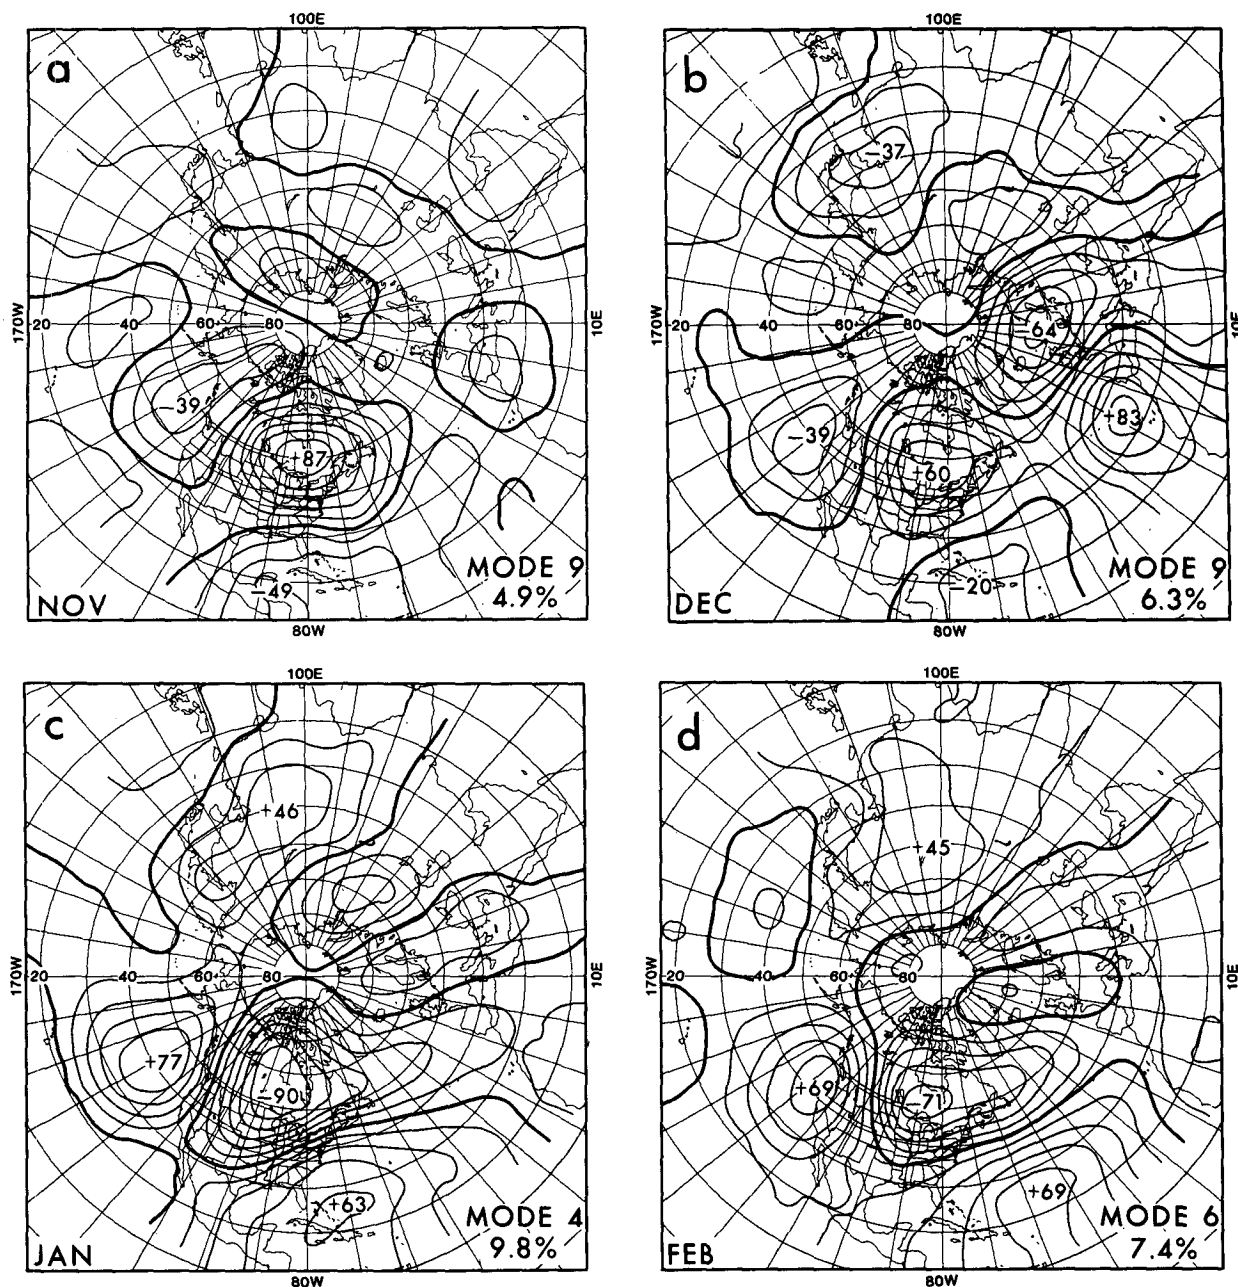 100E 100E
a b
-37
170W 20 40 60 80 10E 170W 20 40 60 80 -64 10E
-39 +83
+87 -39 +60
MODE 9 MODE 9
-49 4.9% -20 6.3%
NOV DEC
80W 80W
100E 100E
c d
+46 +45
170W 20 40 60 80 10E 170W 20 40 60 80 10E
+77 +69
-90 -71
+63 +69
MODE 4 MODE 6
9.8% 7.4%
JAN FEB
80W 80W